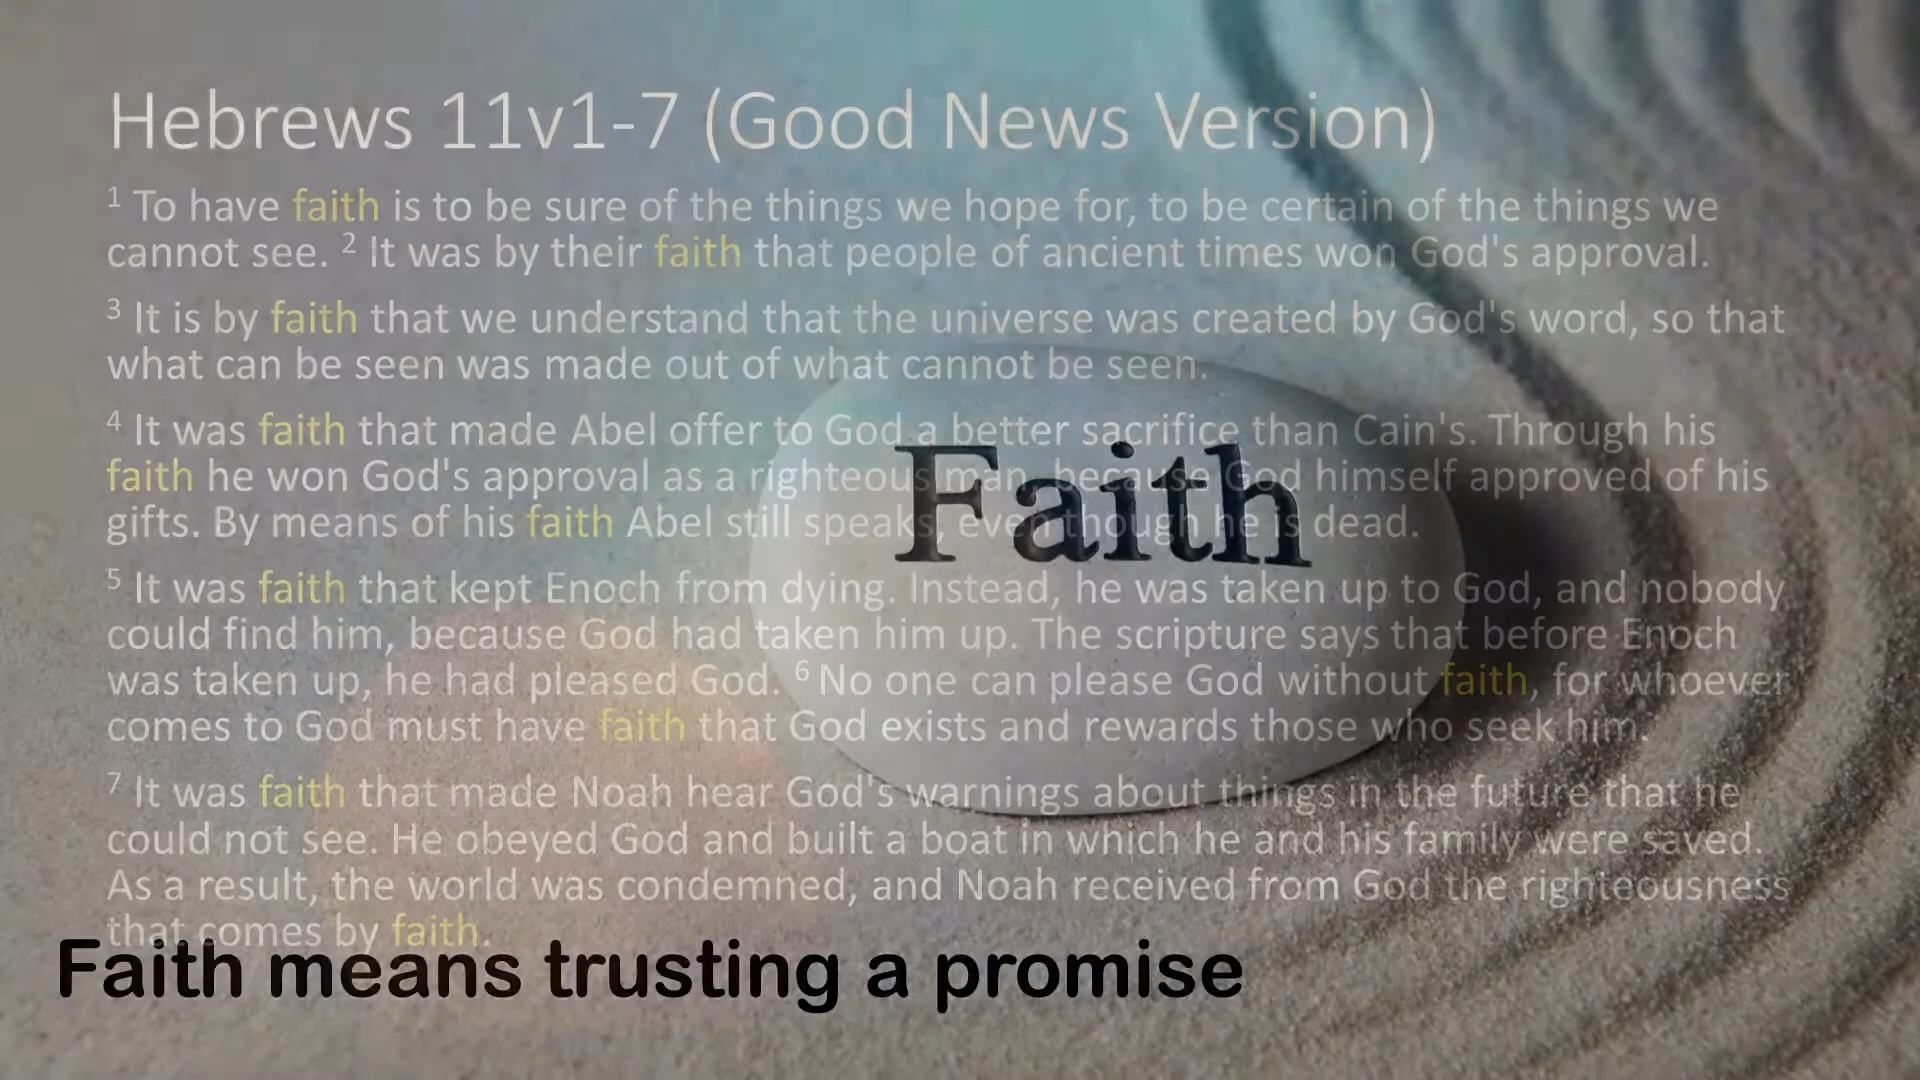 Hebrews 11v1-7 (Good News Version)
1 To have faith is to be sure of the things we hope for, to be certain of the things we
cannot see. 2 It was by their faith that people of ancient times won God's approval.
3 It is by faith that we understand that the universe was created by God's word, so that
what can be seen was made out of what cannot be seen.
4 It was faith that made Abel offer to God a better sacrifice than Cain's. Through his
faith he won God's approval as a righteous man, because God himself approved of his
gifts. By means of his faith Abel still speaks, even though he is dead.
Faith
5 It was faith that kept Enoch from dying. Instead, he was taken up to God, and nobody
could find him, because God had taken him up. The scripture says that before Enoch
was taken up, he had pleased God. 6 No one can please God without faith, for whoever
comes to God must have faith that God exists and rewards those who seek him.
7 It was faith that made Noah hear God's warnings about things in the future that he
could not see. He obeyed God and built a boat in which he and his family were saved.
As a result, the world was condemned, and Noah received from God the righteousness
that comes by faith.
Faith means trusting a promise